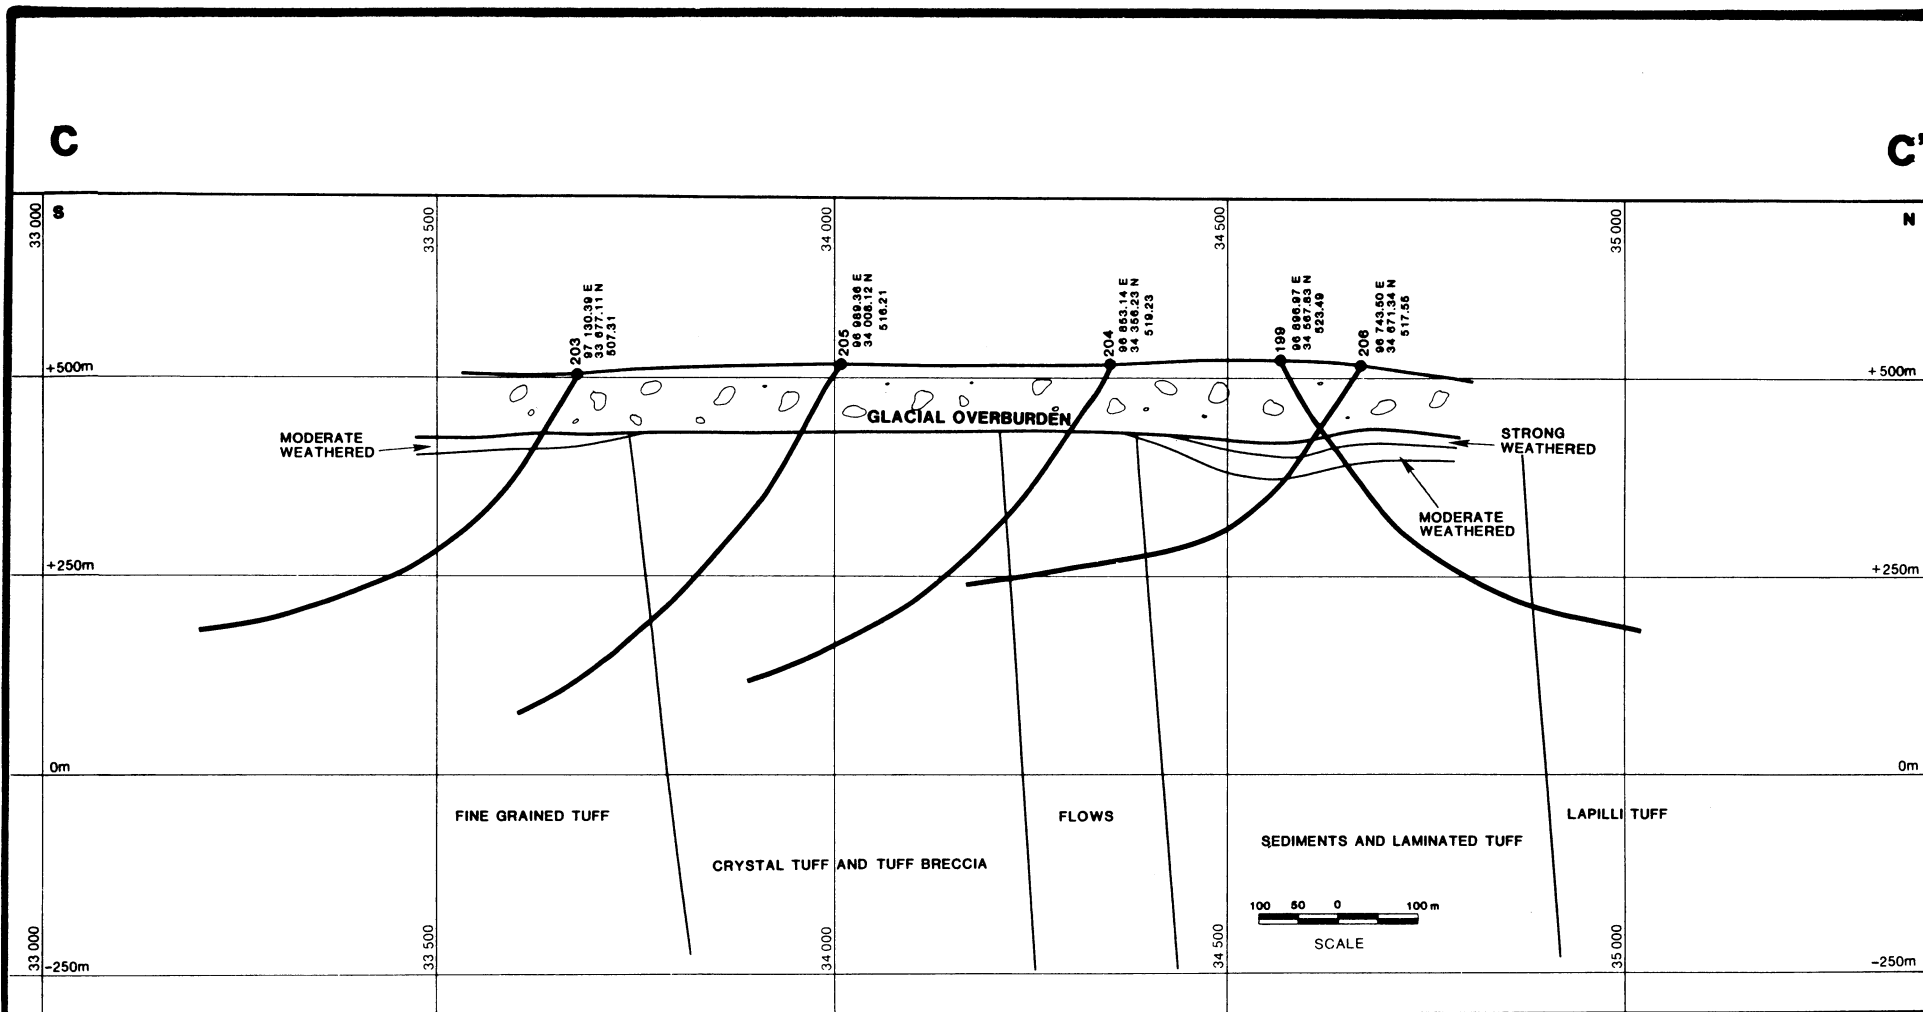 C
C'
S
N
33 000
33 500
34 000
34 500
35 000
203
97 130.39 E
33 677.11 N
507.31
205
96 989.36 E
34 008.12 N
516.21
204
96 853.14 E
34 356.23 N
519.23
199
96 896.97 E
34 567.83 N
523.49
206
96 743.50 E
34 671.34 N
517.55
+500m
+500m
GLACIAL OVERBURDEN
MODERATE
WEATHERED
STRONG
WEATHERED
MODERATE
WEATHERED
+250m
+250m
0m
0m
FINE GRAINED TUFF
CRYSTAL TUFF AND TUFF BRECCIA
FLOWS
SEDIMENTS AND LAMINATED TUFF
LAPILLI TUFF
100 50 0 100 m
SCALE
33 000
33 500
34 000
34 500
35 000
-250m
-250m